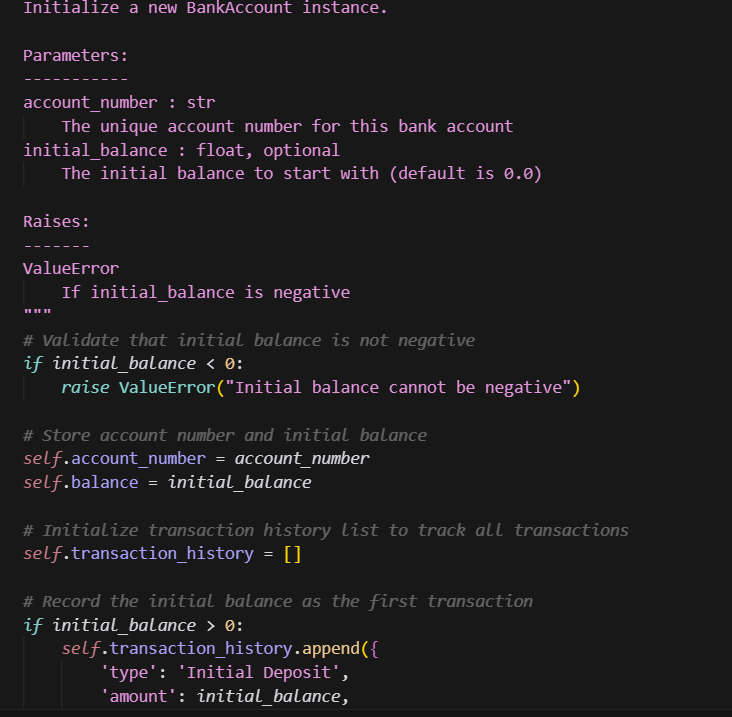 Initialize a new BankAccount instance.
Parameters:
-----------
account_number : str
The unique account number for this bank account
initial_balance : float, optional
The initial balance to start with (default is 0.0)
Raises:
-------
ValueError
If initial_balance is negative
"""
# Validate that initial balance is not negative
if initial_balance < 0:
raise ValueError("Initial balance cannot be negative")
# Store account number and initial balance
self.account_number = account_number
self.balance = initial_balance
# Initialize transaction history list to track all transactions
self.transaction_history = []
# Record the initial balance as the first transaction
if initial_balance > 0:
self.transaction_history.append({
'type': 'Initial Deposit',
'amount': initial_balance,